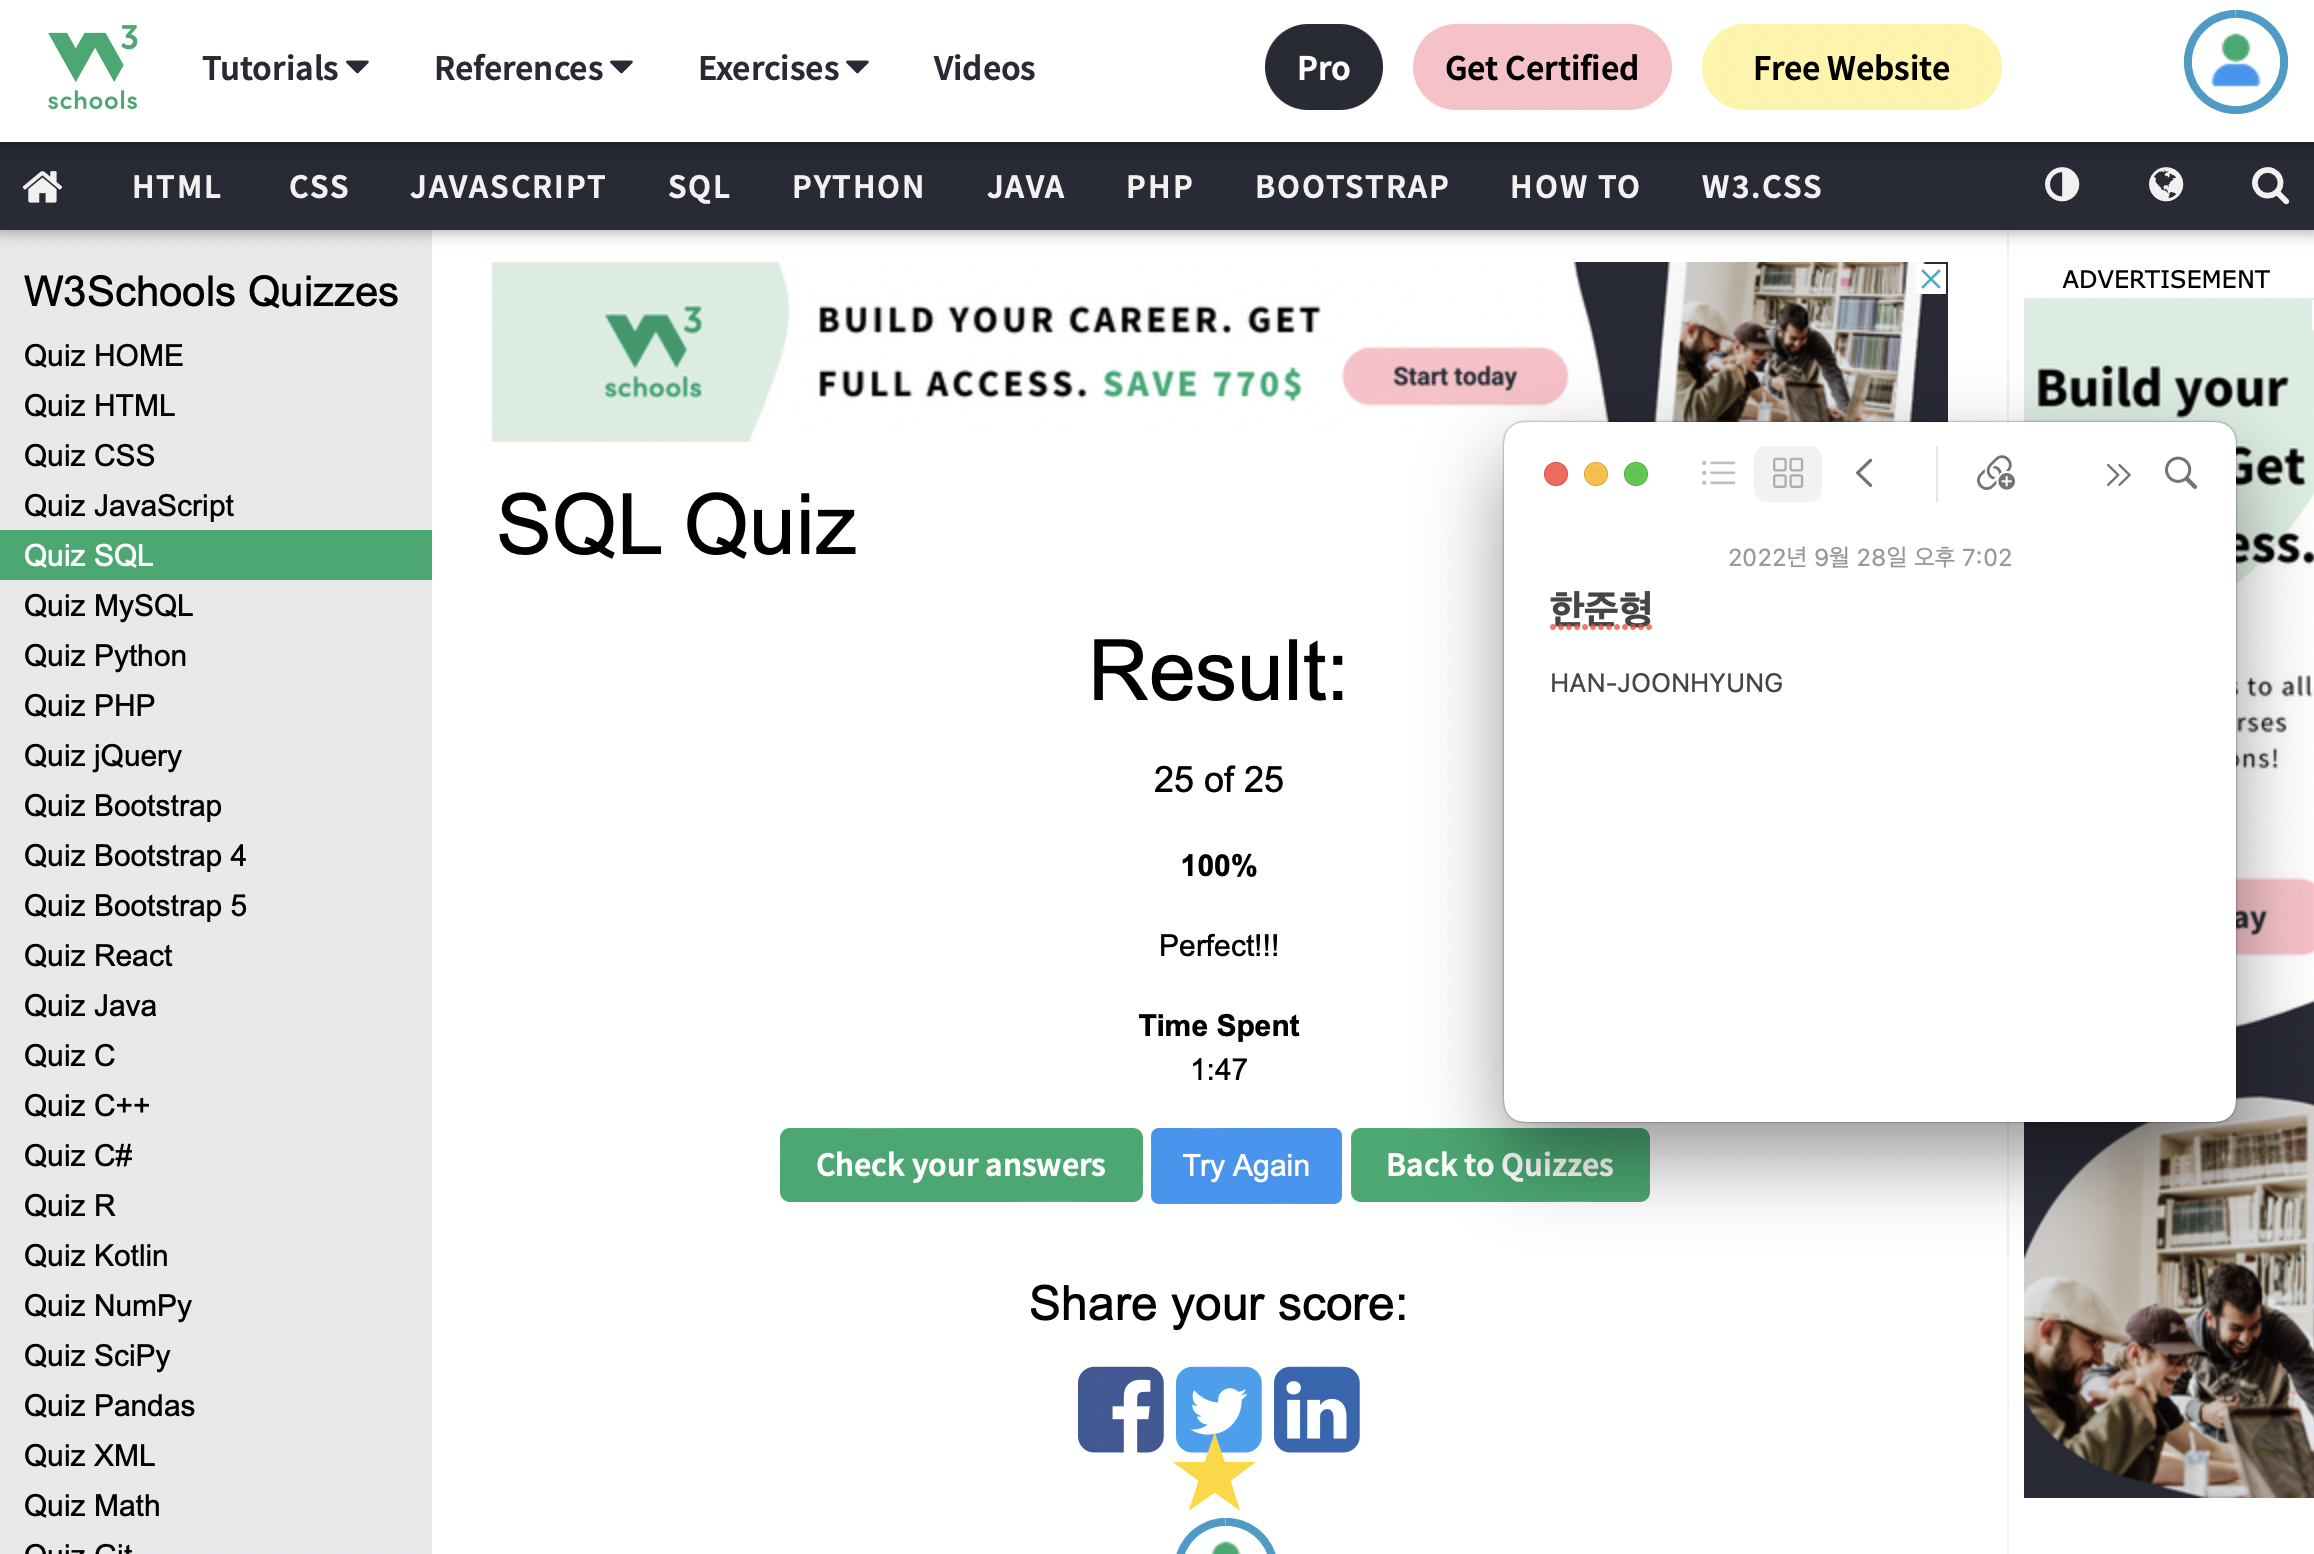 W3 schools
Tutorials References Exercises Videos Pro Get Certified Free Website
HTML CSS JAVASCRIPT SQL PYTHON JAVA PHP BOOTSTRAP HOW TO W3.CSS
W3Schools Quizzes
Quiz HOME
Quiz HTML
Quiz CSS
Quiz JavaScript
Quiz SQL
Quiz MySQL
Quiz Python
Quiz PHP
Quiz jQuery
Quiz Bootstrap
Quiz Bootstrap 4
Quiz Bootstrap 5
Quiz React
Quiz Java
Quiz C
Quiz C++
Quiz C#
Quiz R
Quiz Kotlin
Quiz NumPy
Quiz SciPy
Quiz Pandas
Quiz XML
Quiz Math
Quiz Git
W3 schools
BUILD YOUR CAREER. GET
FULL ACCESS. SAVE 770$
Start today
SQL Quiz
Result:
25 of 25
100%
Perfect!!!
Time Spent
1:47
Check your answers Try Again Back to Quizzes
Share your score:
2022년 9월 28일 오후 7:02
한준형
HAN-JOONHYUNG
ADVERTISEMENT
Build your
Get
to all